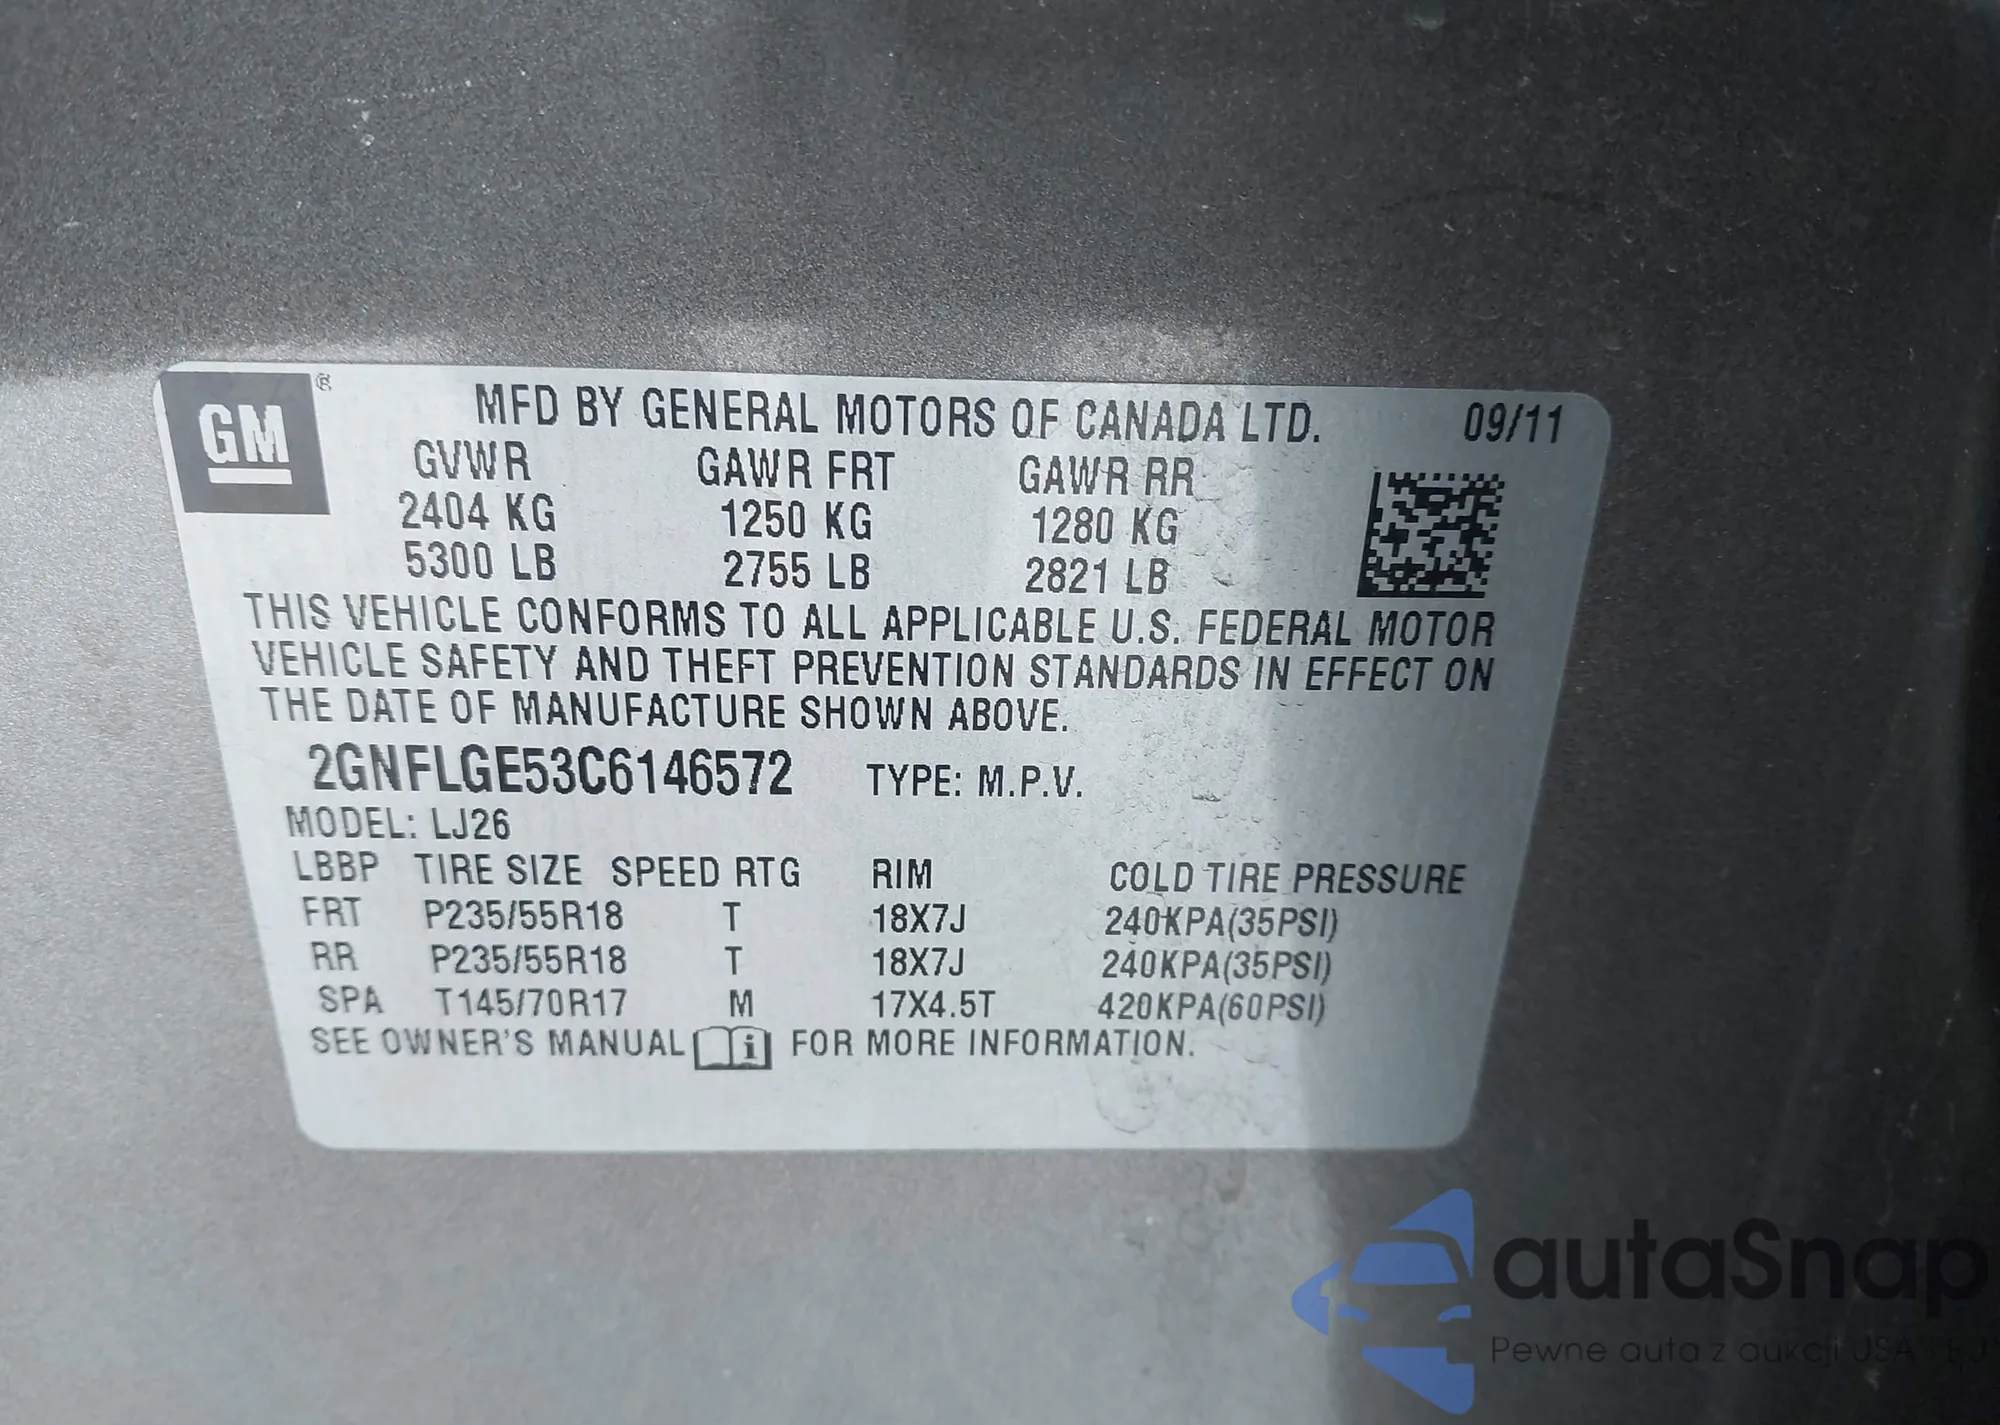 GM ® MFD BY GENERAL MOTORS OF CANADA LTD. 09/11
GVWR GAWR FRT GAWR RR
2404 KG 1250 KG 1280 KG
5300 LB 2755 LB 2821 LB
THIS VEHICLE CONFORMS TO ALL APPLICABLE U.S. FEDERAL MOTOR
VEHICLE SAFETY AND THEFT PREVENTION STANDARDS IN EFFECT ON
THE DATE OF MANUFACTURE SHOWN ABOVE.
2GNFLGE53C6146572 TYPE: M.P.V.
MODEL: LJ26
LBBP TIRE SIZE SPEED RTG RIM COLD TIRE PRESSURE
FRT P235/55R18 T 18X7J 240KPA(35PSI)
RR P235/55R18 T 18X7J 240KPA(35PSI)
SPA T145/70R17 M 17X4.5T 420KPA(60PSI)
SEE OWNER'S MANUAL i FOR MORE INFORMATION.
autaSnap
Pewne auta z aukcji USA